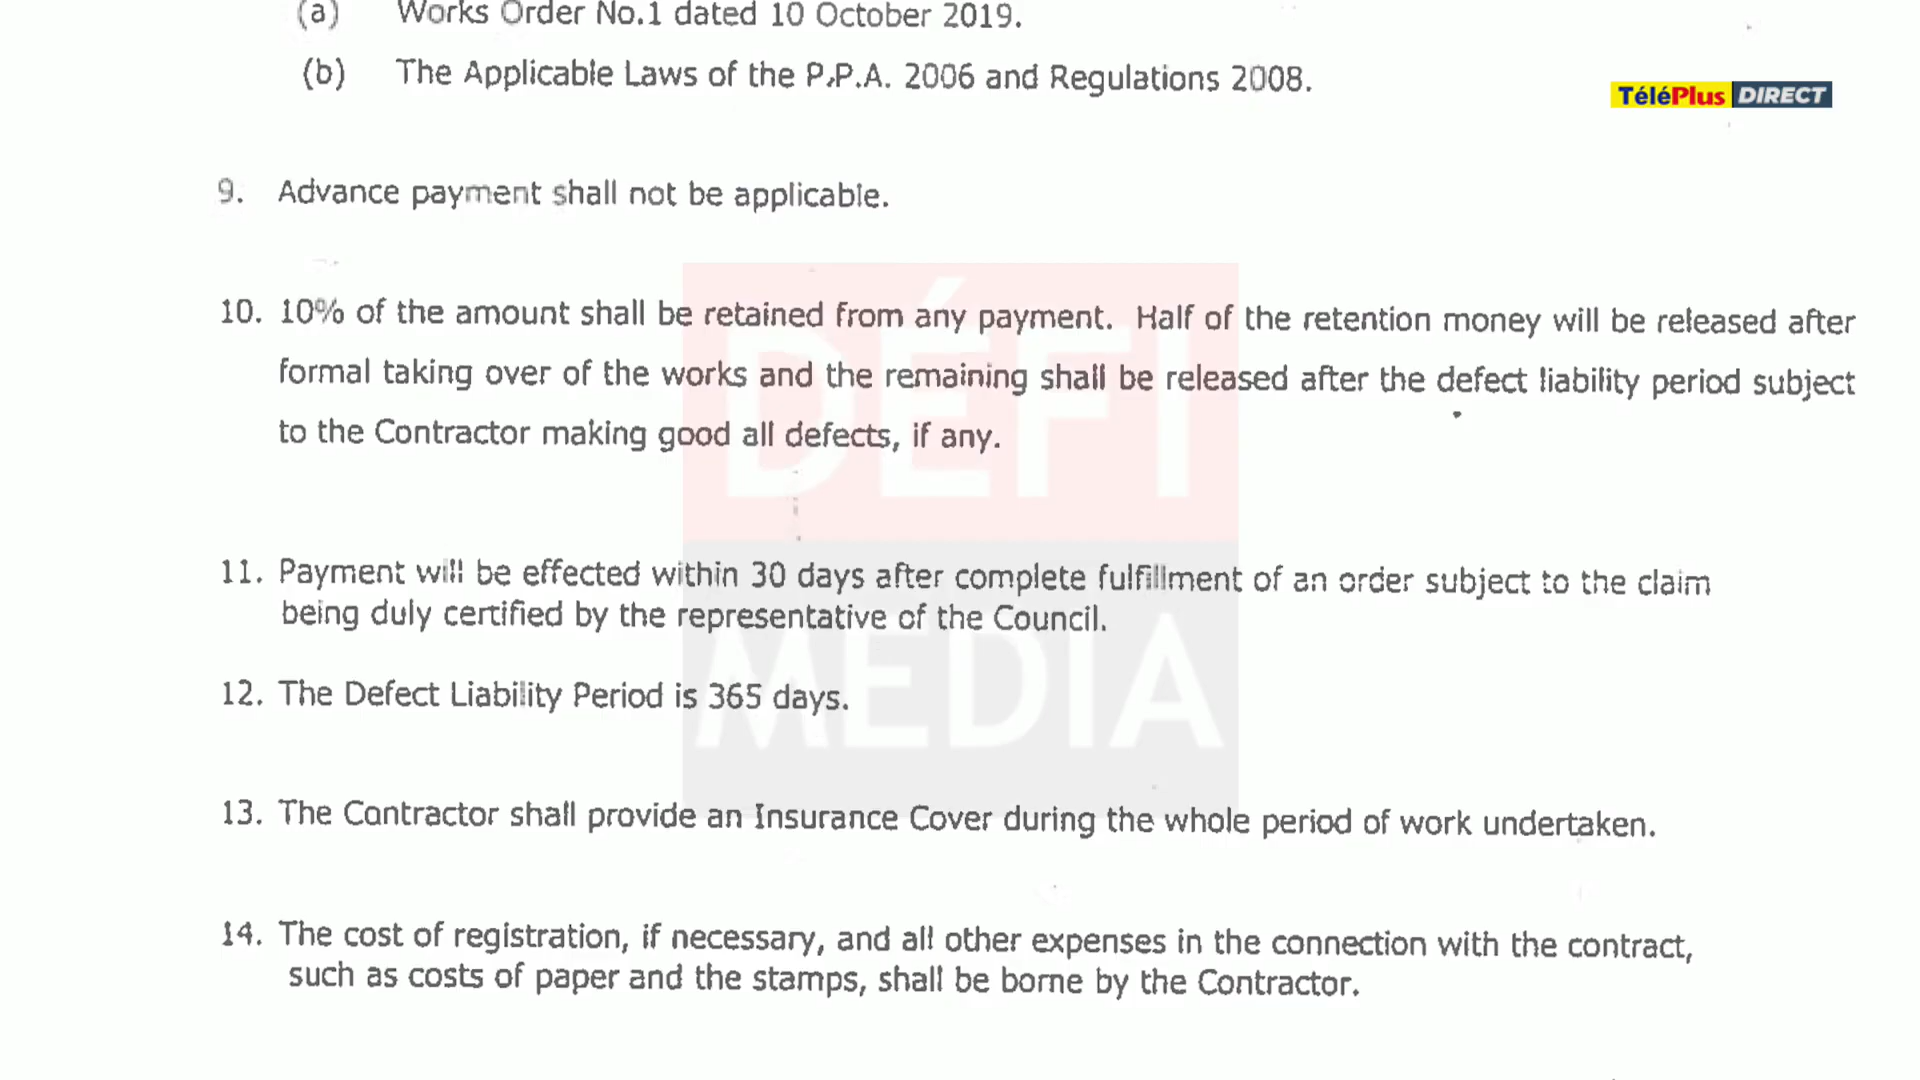 (a) Works Order No.1 dated 10 October 2019.
(b) The Applicable Laws of the P.P.A. 2006 and Regulations 2008.
TéléPlus DIRECT
9. Advance payment shall not be applicable.
10. 10% of the amount shall be retained from any payment. Half of the retention money will be released after
formal taking over of the works and the remaining shall be released after the defect liability period subject
to the Contractor making good all defects, if any.
DÉFI
11. Payment will be effected within 30 days after complete fulfillment of an order subject to the claim
being duly certified by the representative of the Council.
MEDIA
12. The Defect Liability Period is 365 days.
13. The Contractor shall provide an Insurance Cover during the whole period of work undertaken.
14. The cost of registration, if necessary, and all other expenses in the connection with the contract,
such as costs of paper and the stamps, shall be borne by the Contractor.